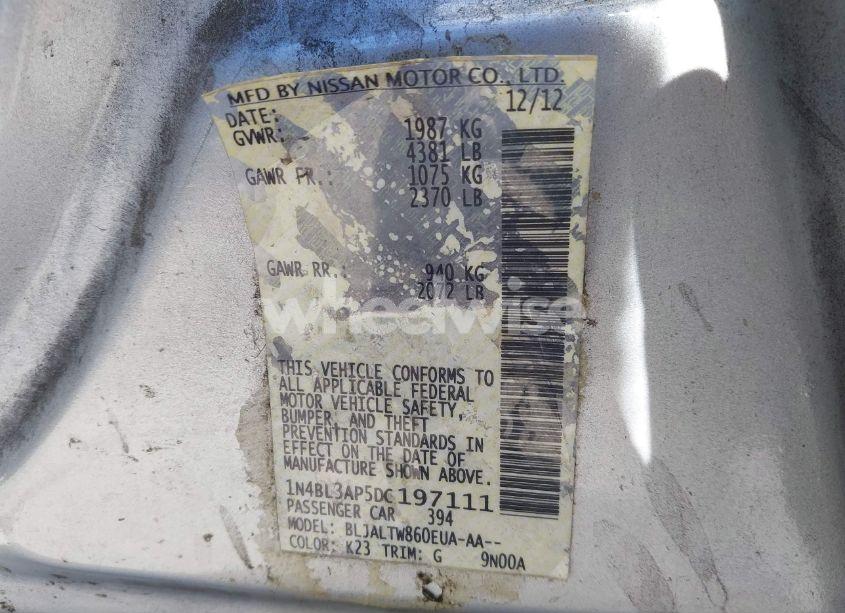 MFD BY NISSAN MOTOR CO., LTD.
DATE: 12/12
GVWR: 1987 KG
4381 LB
GAWR FR.: 1075 KG
2370 LB
GAWR RR.: 940 KG
2072 LB
wheelwise
THIS VEHICLE CONFORMS TO
ALL APPLICABLE FEDERAL
MOTOR VEHICLE SAFETY,
BUMPER, AND THEFT
PREVENTION STANDARDS IN
EFFECT ON THE DATE OF
MANUFACTURE SHOWN ABOVE.
1N4BL3AP5DC197111
PASSENGER CAR 394
MODEL: BLJALTW860EUA-AA--
COLOR: K23 TRIM: G 9N00A